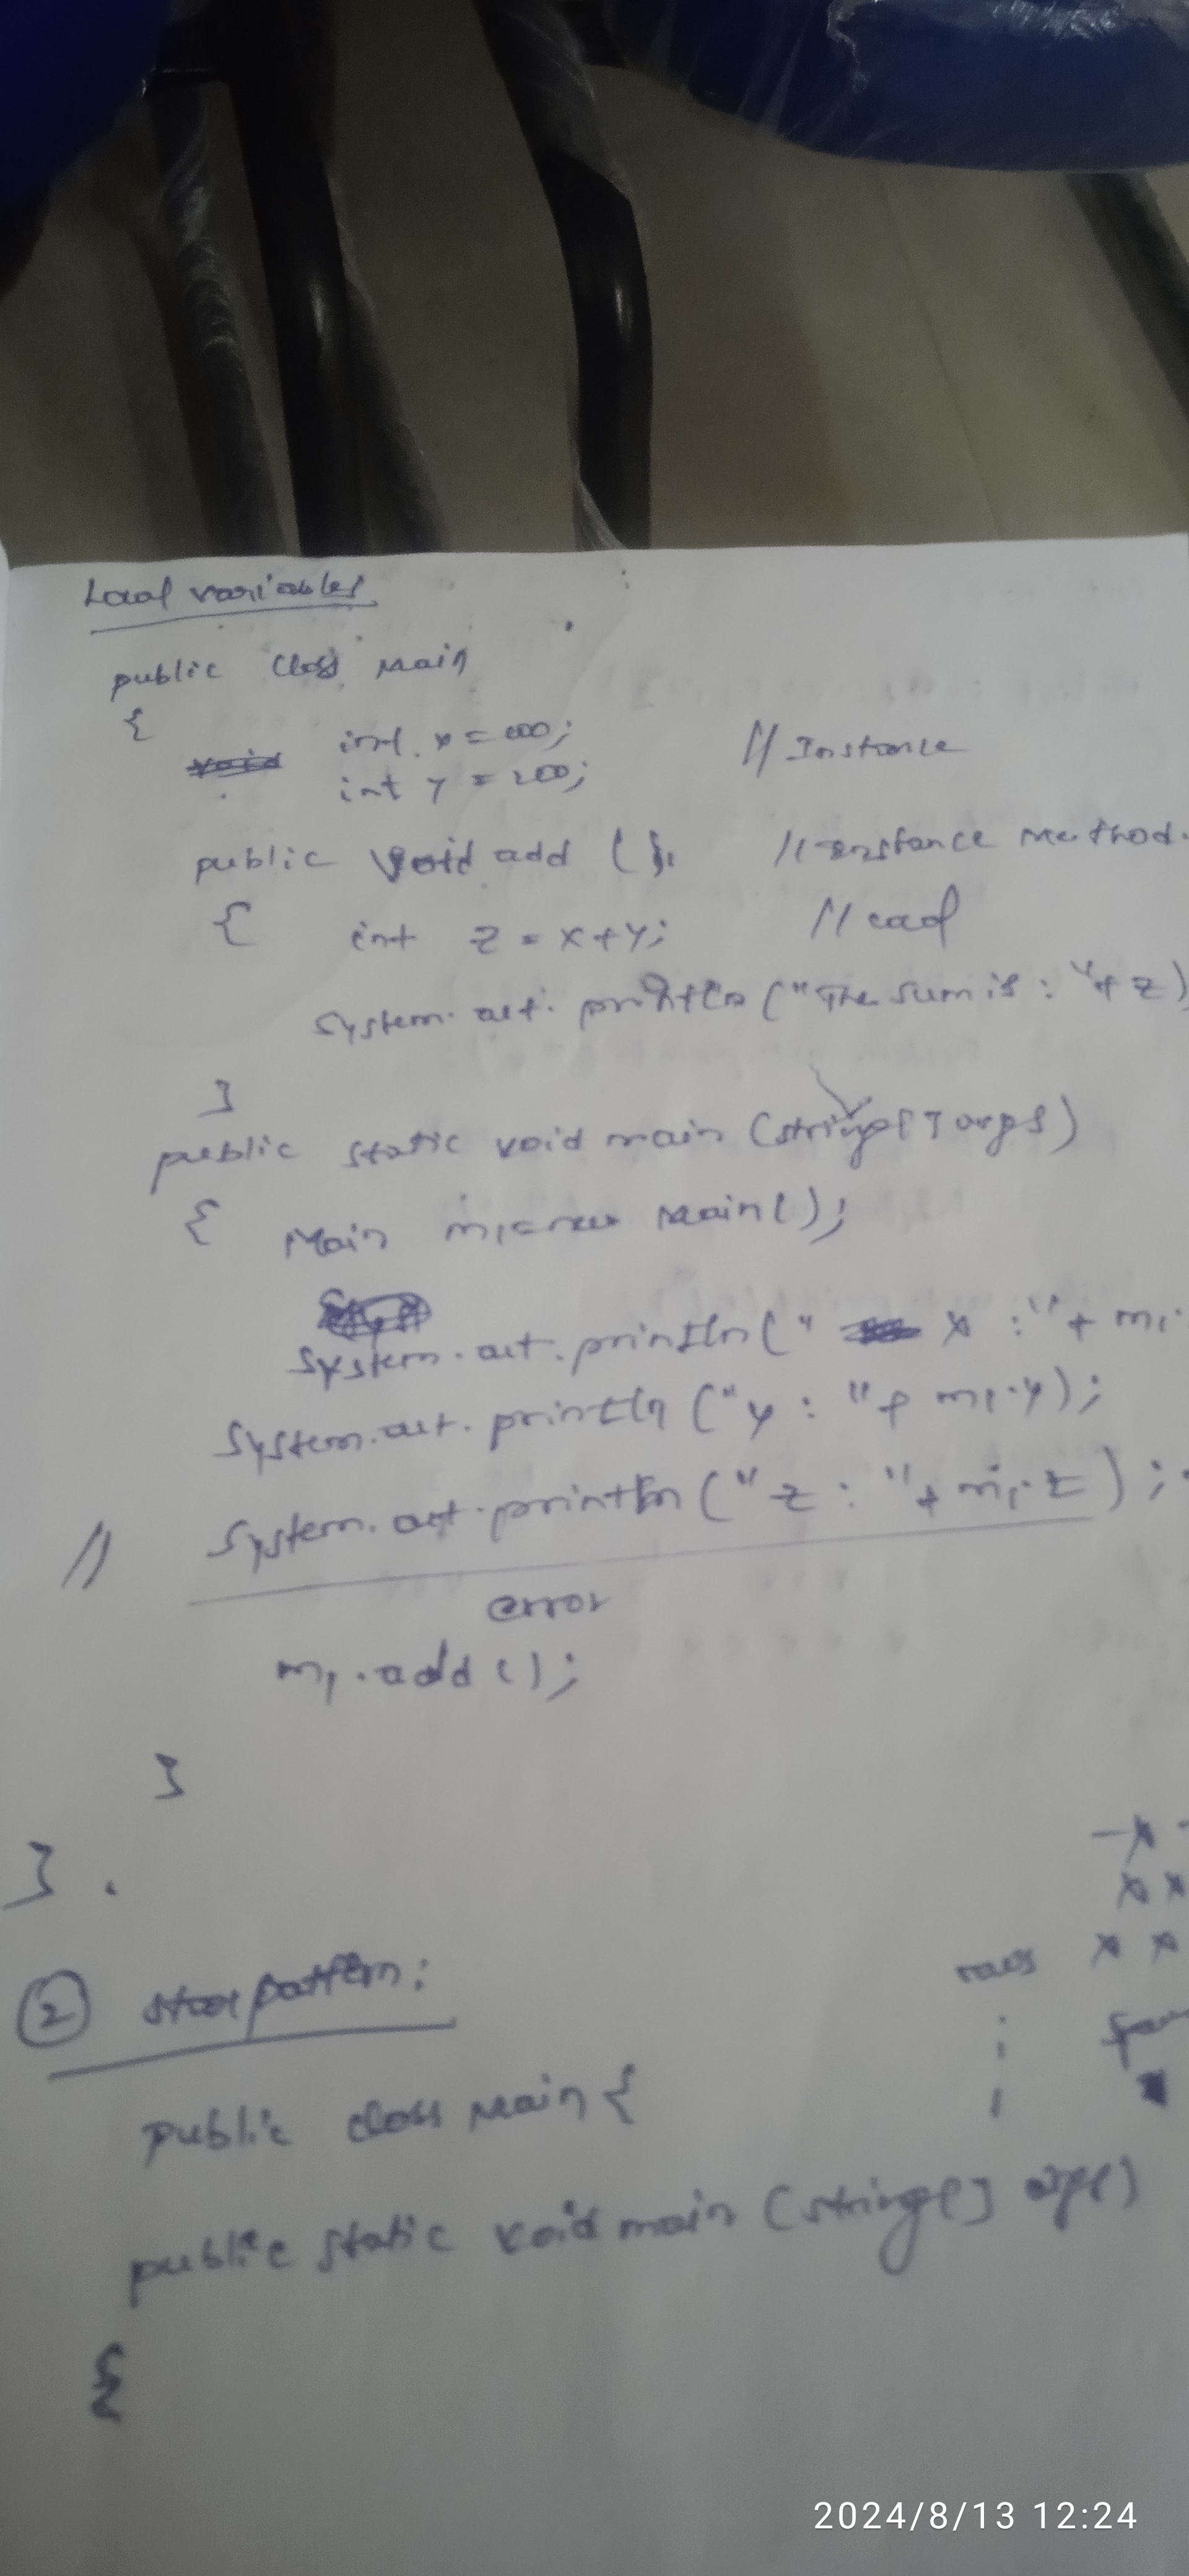 Local variables
public class Main
{
int x = 100;
int y = 200; // Instance
public void add () // Instance Method.
{ int z = x+y; // local
System.out.println ("The sum is : "+ z)
}
public static void main (string[] args)
{ Main m1=new Main();
System.out.println(" x :"+ m1.
System.out.println ("y : "+ m1.y);
// System.out.println ("z : "+ m1.z);
error
m1.add();
}
}.
* 
* *
rows * *
② star pattern:
public class Main {
public static void main (string[] args)
{
2024/8/13 12:24